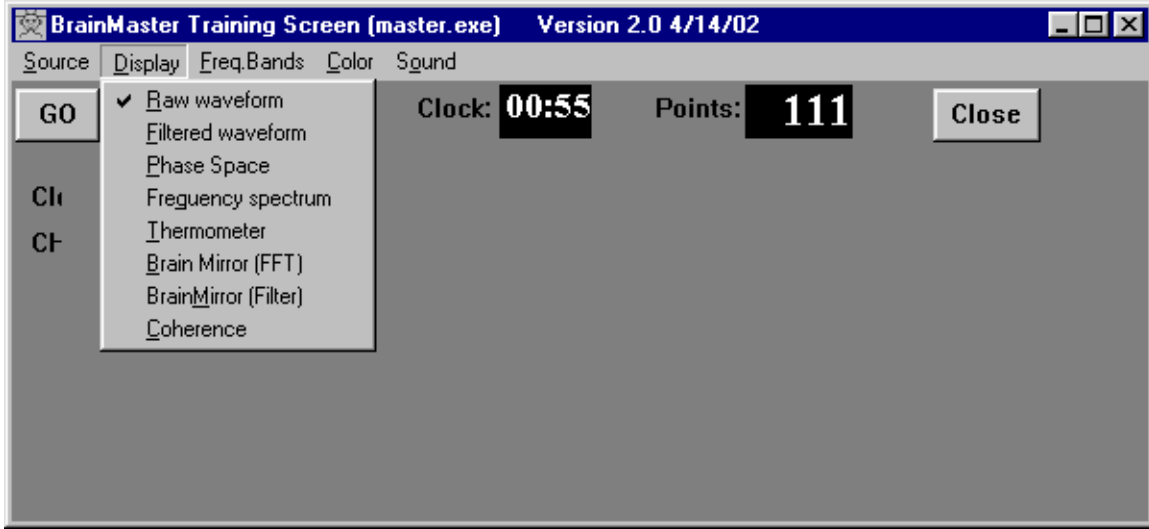 BrainMaster Training Screen (master.exe) Version 2.0 4/14/02
Source Display Freq.Bands Color Sound
GO Clock: 00:55 Points: 111 Close
Raw waveform
Filtered waveform
Phase Space
Freguency spectrum
Thermometer
Brain Mirror (FFT)
BrainMirror (Filter)
Coherence